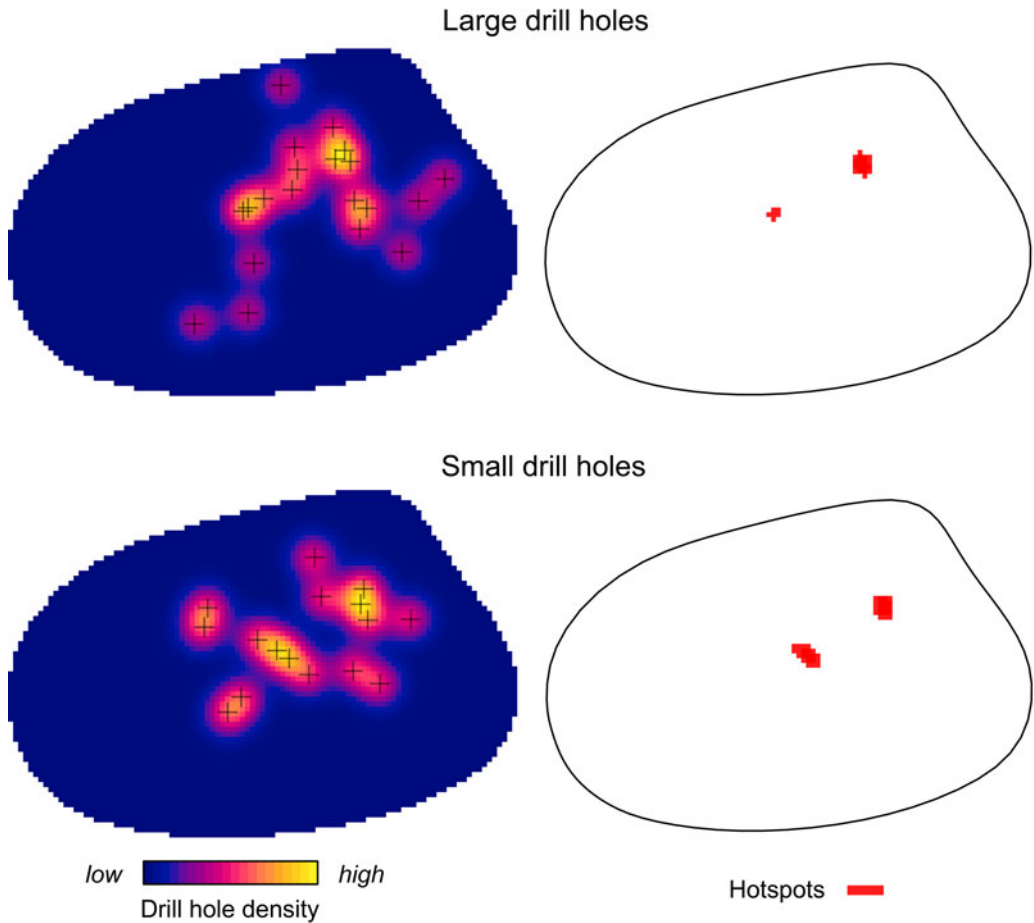 Large drill holes
Small drill holes
low high
Drill hole density
Hotspots